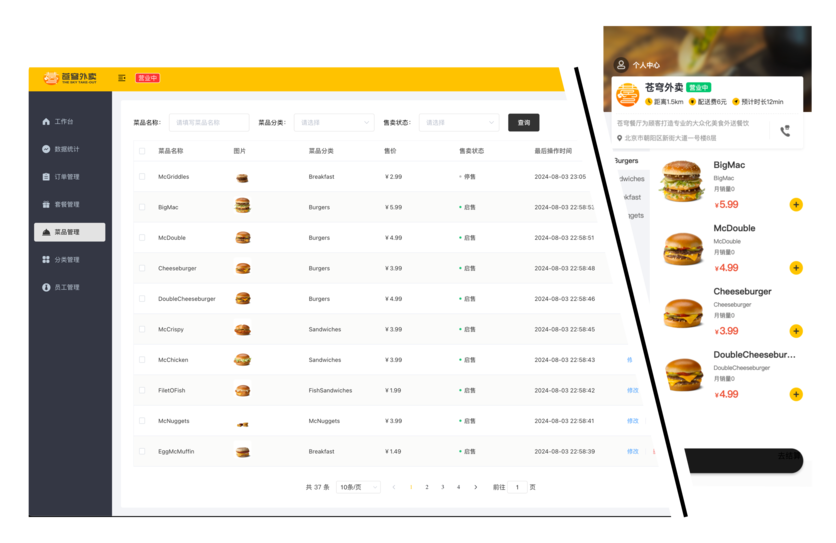 苍穹外卖
THE SKY TAKE OUT
营业中
工作台
数据统计
订单管理
套餐管理
菜品管理
分类管理
员工管理
菜品名称： 请填写菜品名称 菜品分类： 请选择 售卖状态： 请选择 查询
菜品名称 图片 菜品分类 售价 售卖状态 最后操作时间
McGriddles Breakfast ￥2.99 停售 2024-08-03 23:05
BigMac Burgers ￥5.99 启售 2024-08-03 22:58:53
McDouble Burgers ￥4.99 启售 2024-08-03 22:58:51
Cheeseburger Burgers ￥3.99 启售 2024-08-03 22:58:48
DoubleCheeseburger Burgers ￥4.99 启售 2024-08-03 22:58:46
McCrispy Sandwiches ￥3.99 启售 2024-08-03 22:58:45
McChicken Sandwiches ￥3.99 启售 2024-08-03 22:58:43 修
FiletOFish FishSandwiches ￥1.99 启售 2024-08-03 22:58:42 修改
McNuggets McNuggets ￥3.99 启售 2024-08-03 22:58:41 修改
EggMcMuffin Breakfast ￥1.49 启售 2024-08-03 22:58:39 修改
共 37 条 10条/页 1 2 3 4 前往 1 页
个人中心
苍穹外卖 营业中
距离1.5km 配送费6元 预计时长12min
苍穹餐厅为顾客打造专业的大众化美食外送餐饮
北京市朝阳区新街大道一号楼8层
Burgers
dwiches
kfast
ggets
BigMac
BigMac
月销量0
￥5.99
McDouble
McDouble
月销量0
￥4.99
Cheeseburger
Cheeseburger
月销量0
￥3.99
DoubleCheesebur...
DoubleCheeseburger
月销量0
￥4.99